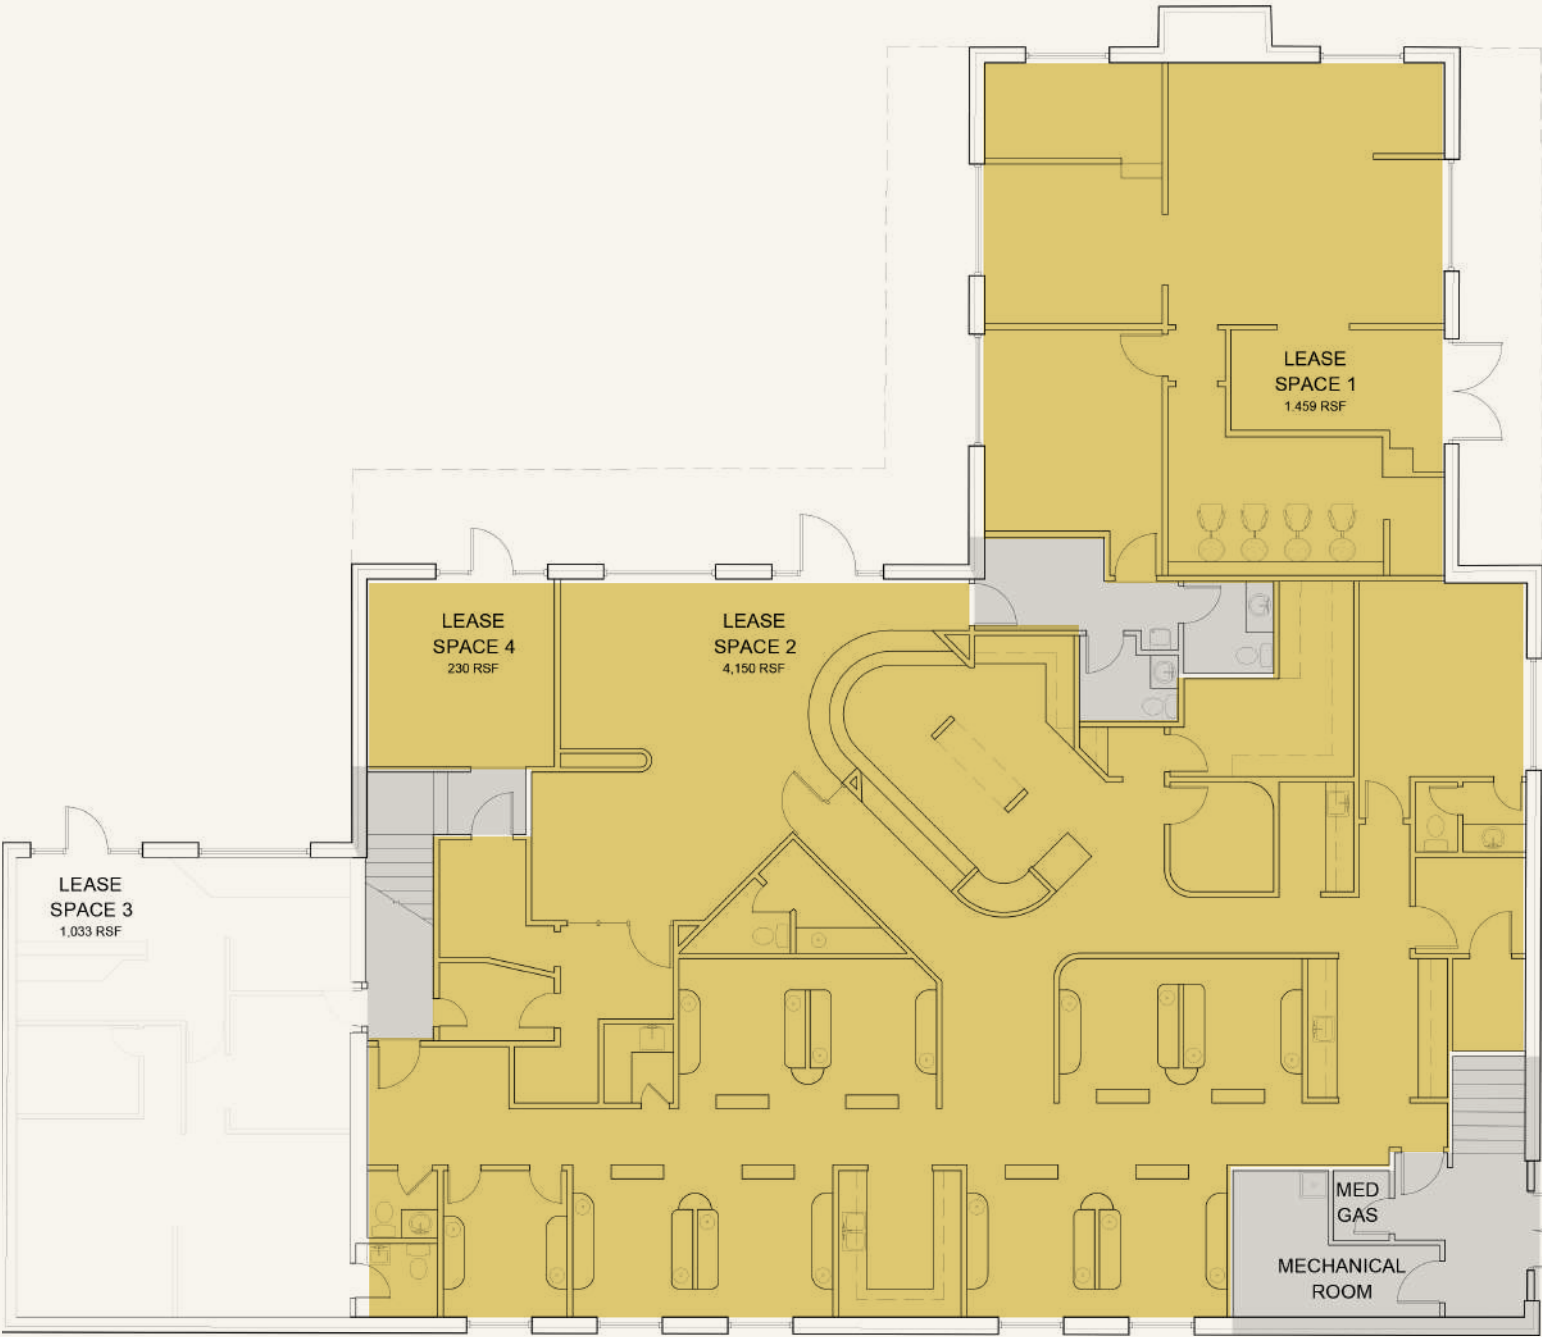 LEASE
SPACE 1
1.459 RSF
LEASE
SPACE 4
230 RSF
LEASE
SPACE 2
4,150 RSF
LEASE
SPACE 3
1,033 RSF
MED
GAS
MECHANICAL
ROOM